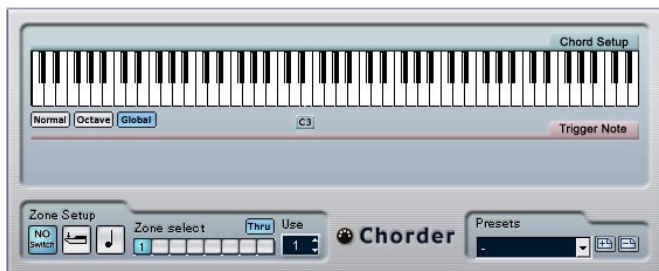 Chord Setup
Normal Octave Global C3
Trigger Note
Zone Setup
NO Switch
Zone select Thru
1
Use
1
Chorder
Presets
-